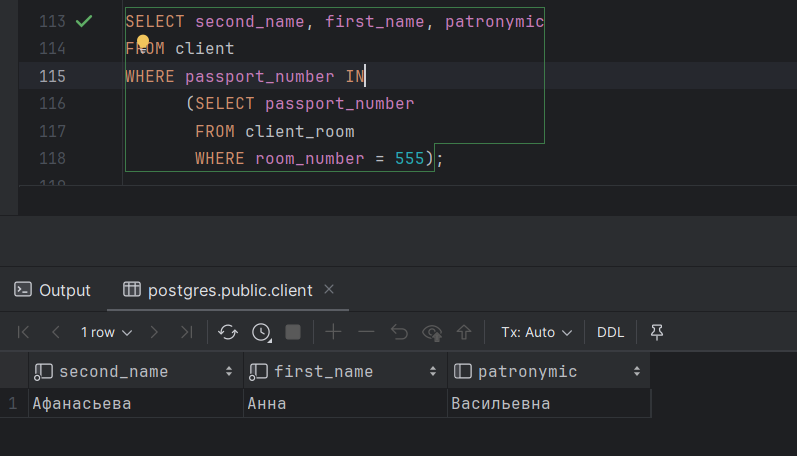 113 SELECT second_name, first_name, patronymic
114 FROM client
115 WHERE passport_number IN
116 (SELECT passport_number
117 FROM client_room
118 WHERE room_number = 555);
119
Output postgres.public.client
1 row Tx: Auto DDL
second_name first_name patronymic
1 Афанасьева Анна Васильевна